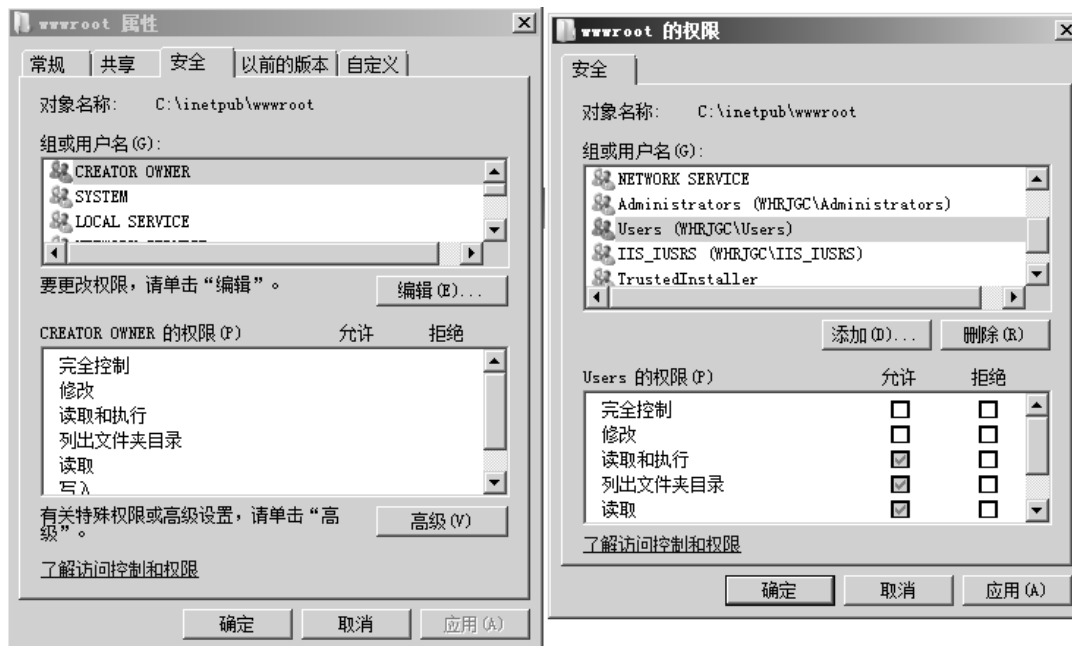 wwwroot 属性
常规 共享 安全 以前的版本 自定义
对象名称: C:\inetpub\wwwroot
组或用户名(G):
CREATOR OWNER
SYSTEM
LOCAL SERVICE
要更改权限，请单击“编辑”。 编辑(E)...
CREATOR OWNER 的权限(P) 允许 拒绝
完全控制
修改
读取和执行
列出文件夹目录
读取
写入
有关特殊权限或高级设置，请单击“高
级”。
高级(V)
了解访问控制和权限
确定 取消 应用(A)
wwwroot 的权限
安全
对象名称: C:\inetpub\wwwroot
组或用户名(G):
NETWORK SERVICE
Administrators (WHRJGC\Administrators)
Users (WHRJGC\Users)
IIS_IUSRS (WHRJGC\IIS_IUSRS)
TrustedInstaller
添加(D)... 删除(R)
Users 的权限(P) 允许 拒绝
完全控制
修改
读取和执行
列出文件夹目录
读取
了解访问控制和权限
确定 取消 应用(A)